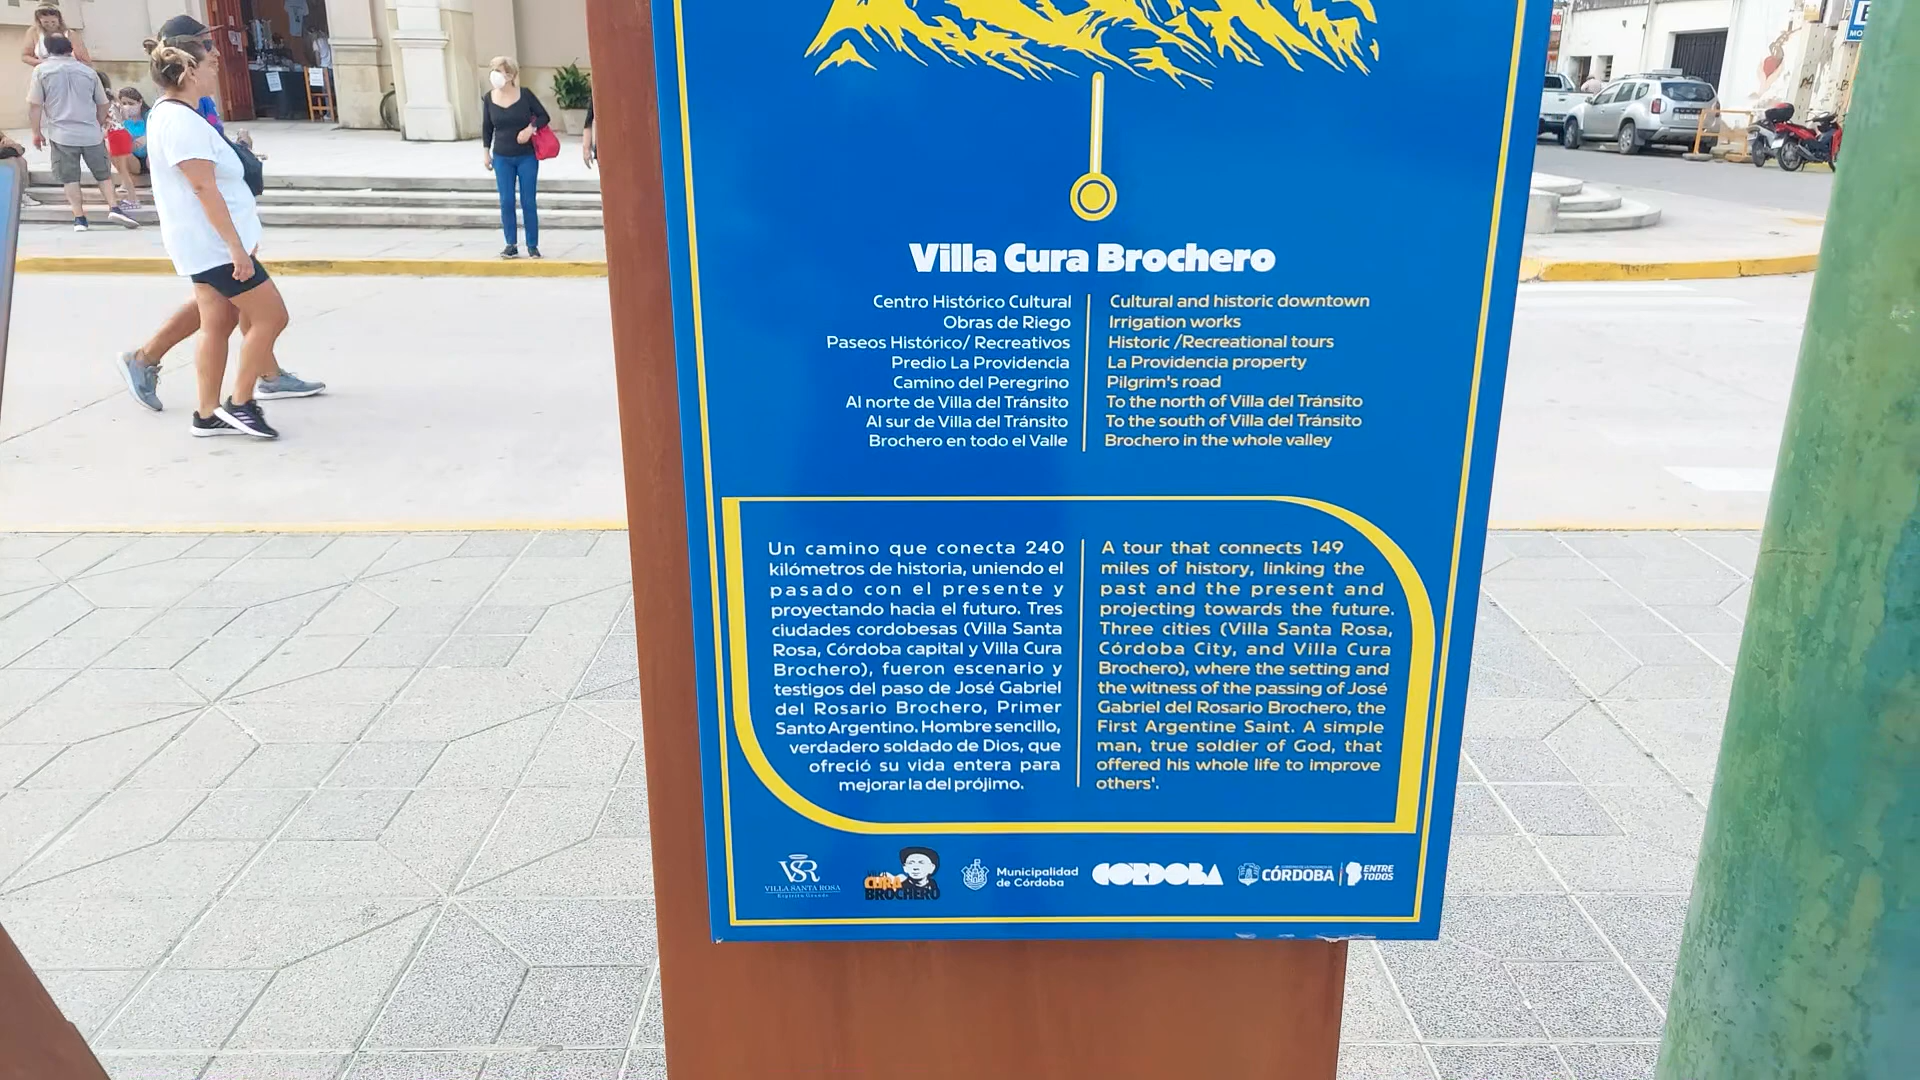 Villa Cura Brochero
Centro Histórico Cultural
Obras de Riego
Paseos Histórico/ Recreativos
Predio La Providencia
Camino del Peregrino
Al norte de Villa del Tránsito
Al sur de Villa del Tránsito
Brochero en todo el Valle
Cultural and historic downtown
Irrigation works
Historic /Recreational tours
La Providencia property
Pilgrim's road
To the north of Villa del Tránsito
To the south of Villa del Tránsito
Brochero in the whole valley
Un camino que conecta 240
kilómetros de historia, uniendo el
pasado con el presente y
proyectando hacia el futuro. Tres
ciudades cordobesas (Villa Santa
Rosa, Córdoba capital y Villa Cura
Brochero), fueron escenario y
testigos del paso de José Gabriel
del Rosario Brochero, Primer
Santo Argentino. Hombre sencillo,
verdadero soldado de Dios, que
ofreció su vida entera para
mejorar la del prójimo.
A tour that connects 149
miles of history, linking the
past and the present and
projecting towards the future.
Three cities (Villa Santa Rosa,
Córdoba City, and Villa Cura
Brochero), where the setting and
the witness of the passing of José
Gabriel del Rosario Brochero, the
First Argentine Saint. A simple
man, true soldier of God, that
offered his whole life to improve
others'.
VSR
VILLA SANTA ROSA
CURA
BROCHERO
Municipalidad
de Córdoba
CORDOBA
CÓRDOBA
ENTRE
TODOS